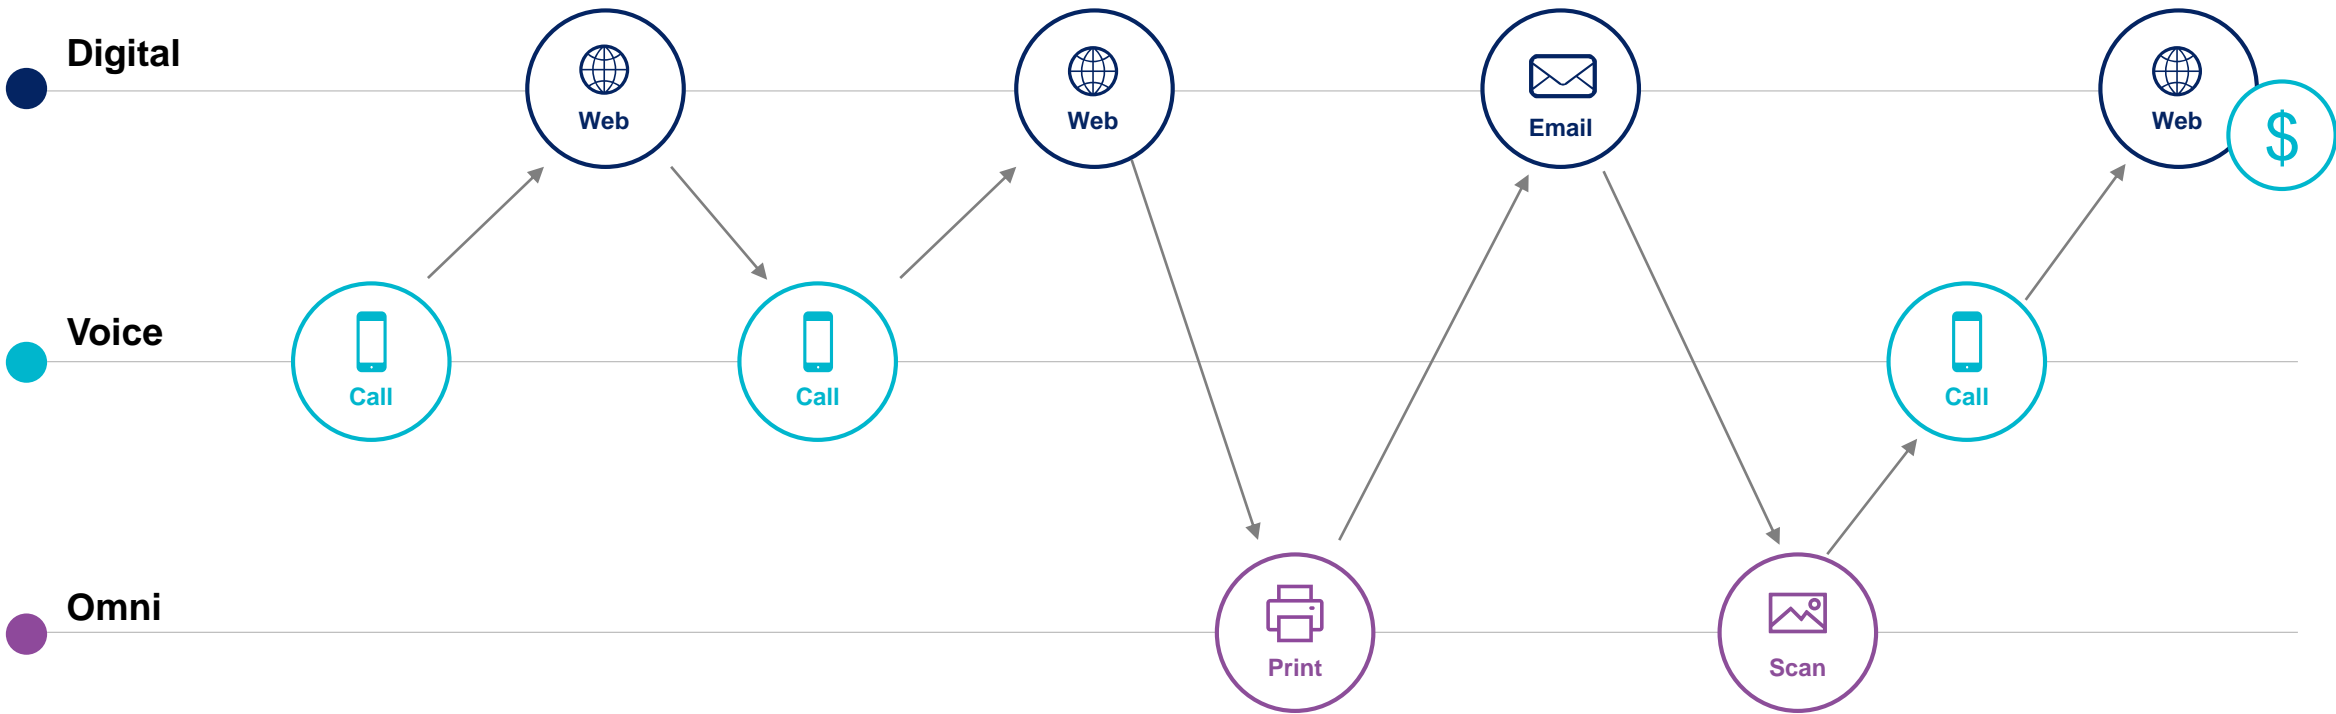 Digital
Web
Web
Email
Web
$
Voice
Call
Call
Call
Omni
Print
Scan